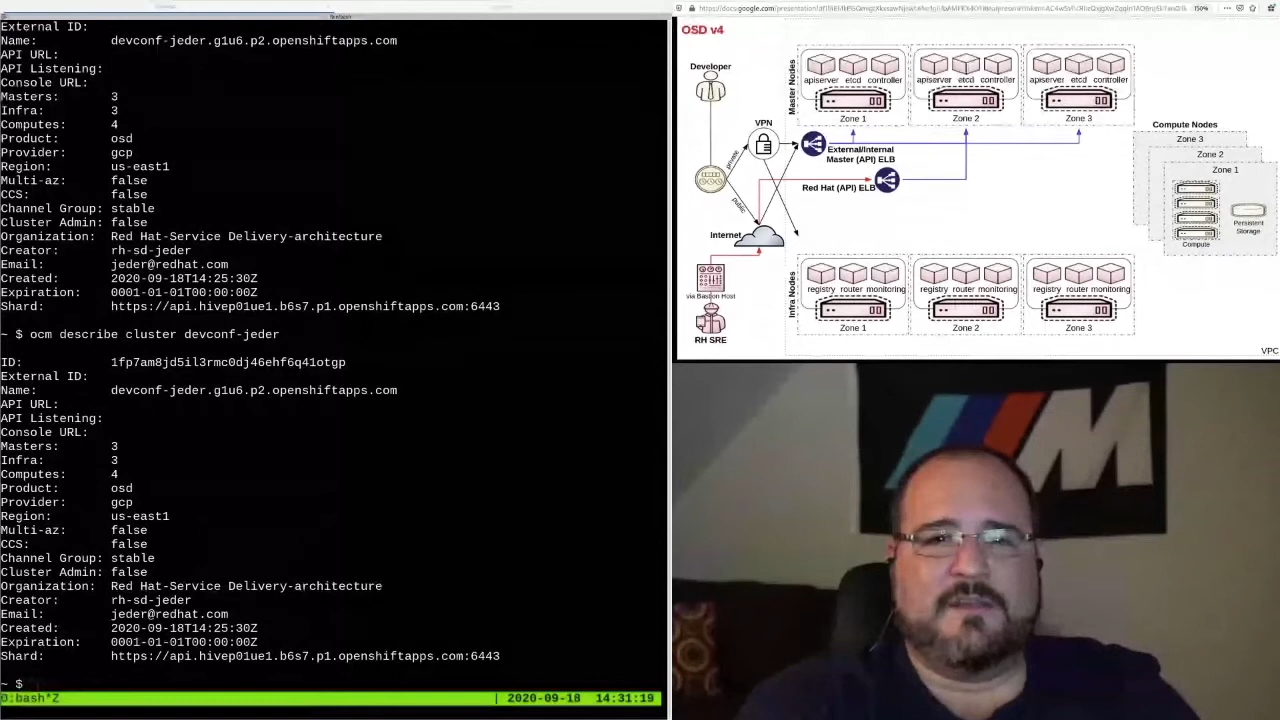 External ID:
Name: devconf-jeder.g1u6.p2.openshiftapps.com
API URL:
API Listening:
Console URL:
Masters: 3
Infra: 3
Computes: 4
Product: osd
Provider: gcp
Region: us-east1
Multi-az: false
CCS: false
Channel Group: stable
Cluster Admin: false
Organization: Red Hat-Service Delivery-architecture
Creator: rh-sd-jeder
Email: jeder@redhat.com
Created: 2020-09-18T14:25:30Z
Expiration: 0001-01-01T00:00:00Z
Shard: https://api.hivep01ue1.b6s7.p1.openshiftapps.com:6443
~ $ ocm describe cluster devconf-jeder
ID: 1fp7am8jd5il3rmc0dj46ehf6q41otgp
External ID:
Name: devconf-jeder.g1u6.p2.openshiftapps.com
API URL:
API Listening:
Console URL:
Masters: 3
Infra: 3
Computes: 4
Product: osd
Provider: gcp
Region: us-east1
Multi-az: false
CCS: false
Channel Group: stable
Cluster Admin: false
Organization: Red Hat-Service Delivery-architecture
Creator: rh-sd-jeder
Email: jeder@redhat.com
Created: 2020-09-18T14:25:30Z
Expiration: 0001-01-01T00:00:00Z
Shard: https://api.hivep01ue1.b6s7.p1.openshiftapps.com:6443
~ $
0:bash*Z | 2020-09-18 14:31:19
150%
OSD v4
Developer
Master Nodes
apiserver etcd controller
apiserver etcd controller
apiserver etcd controller
Zone 1
Zone 2
Zone 3
VPN
private
public
External/Internal
Master (API) ELB
Red Hat (API) ELB
Internet
via Bastion Host
RH SRE
Compute Nodes
Zone 3
Zone 2
Zone 1
Compute
Persistent
Storage
Infra Nodes
registry router monitoring
registry router monitoring
registry router monitoring
Zone 1
Zone 2
Zone 3
VPC
M